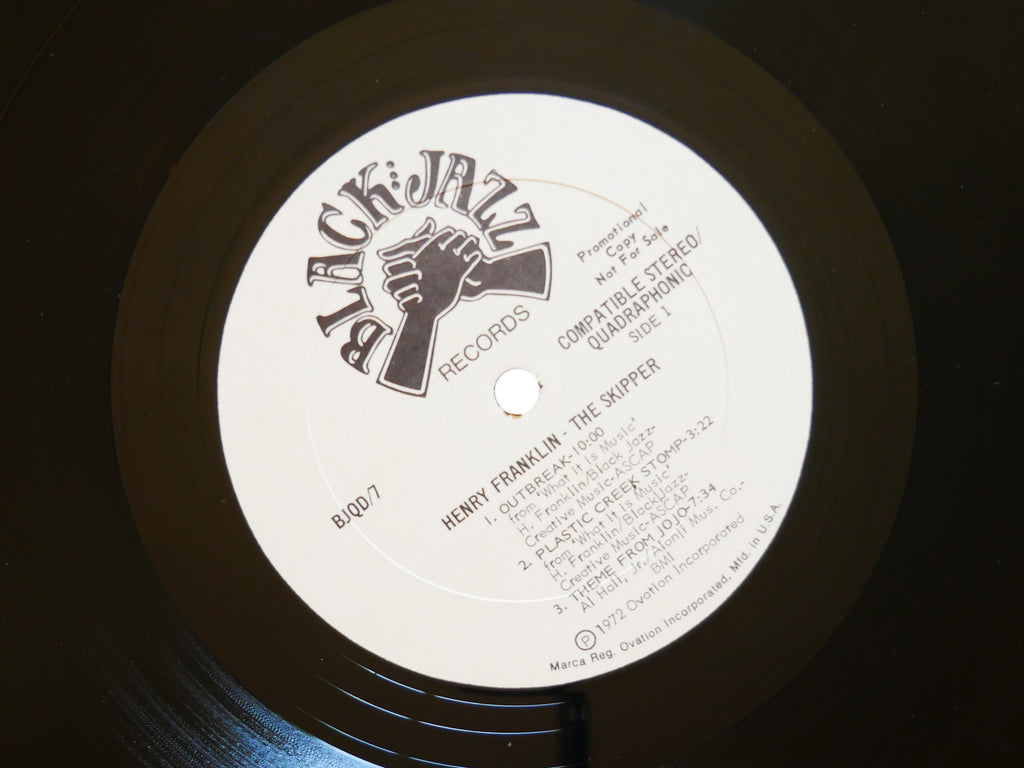 BLACK JAZZ
RECORDS
Promotional
Copy
Not For Sale
COMPATIBLE STEREO/
QUADRAPHONIC
SIDE 1
BJQD/7
HENRY FRANKLIN - THE SKIPPER
1. OUTBREAK-10:00
from 'What It Is Music'
H. Franklin/Black Jazz-
Creative Music-ASCAP
2. PLASTIC CREEK STOMP-3:22
from 'What it is Music'
H. Franklin/BlackJazz-
Creative Music-ASCAP
3. THEME FROM JOJO-7:34
Al Hall, Jr./Alonji Mus. Co.-
BMI
Ⓟ1972 Ovation Incorporated
Marca Reg. Ovation Incorporated, Mfd. in U.S.A.